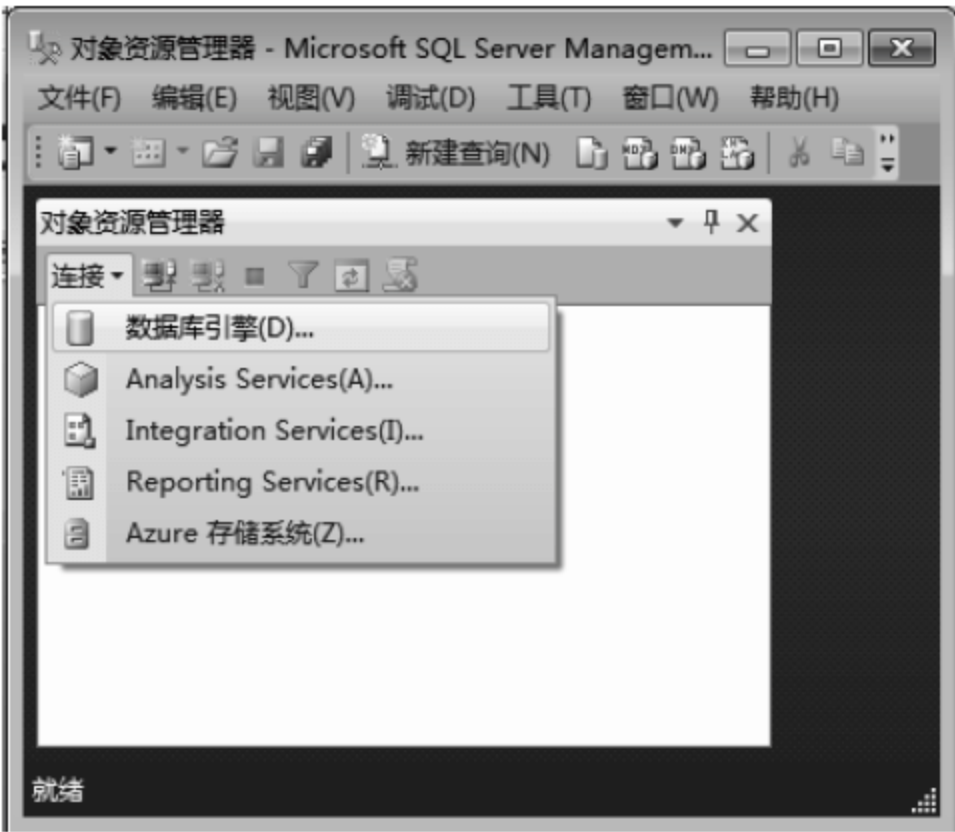 对象资源管理器 - Microsoft SQL Server Managem...
文件(F) 编辑(E) 视图(V) 调试(D) 工具(T) 窗口(W) 帮助(H)
新建查询(N)
对象资源管理器
连接
数据库引擎(D)...
Analysis Services(A)...
Integration Services(I)...
Reporting Services(R)...
Azure 存储系统(Z)...
就绪